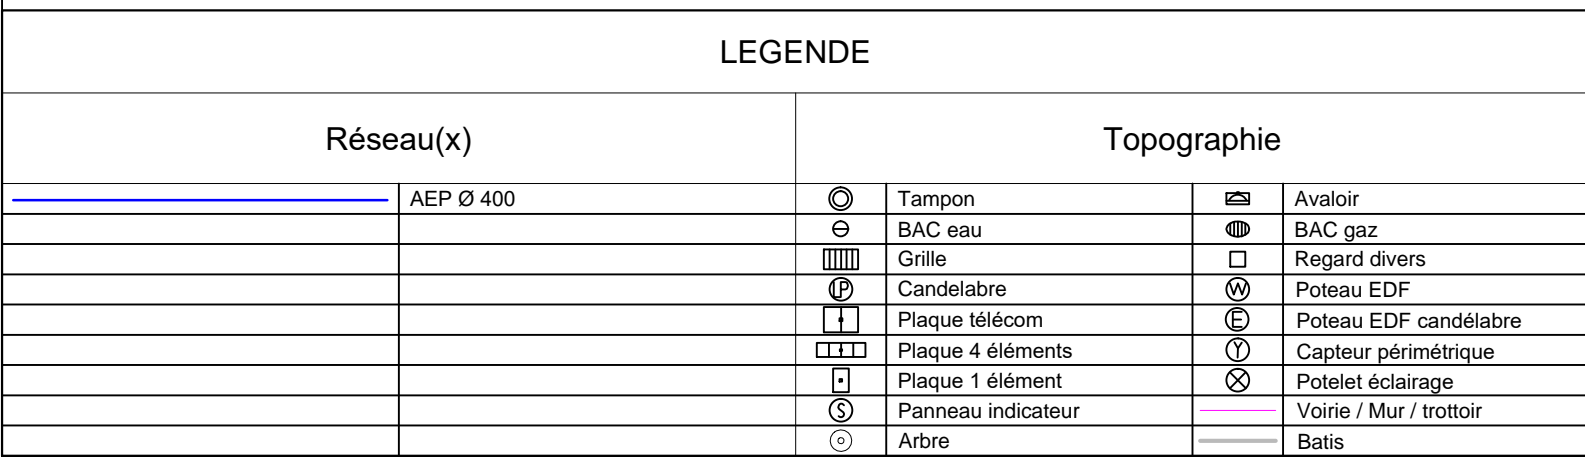 LEGENDE
Réseau(x) Topographie
AEP Ø 400 Tampon Avaloir
BAC eau BAC gaz
Grille Regard divers
LP Candelabre W Poteau EDF
Plaque télécom E Poteau EDF candélabre
Plaque 4 éléments Y Capteur périmétrique
Plaque 1 élément Potelet éclairage
S Panneau indicateur Voirie / Mur / trottoir
Arbre Batis